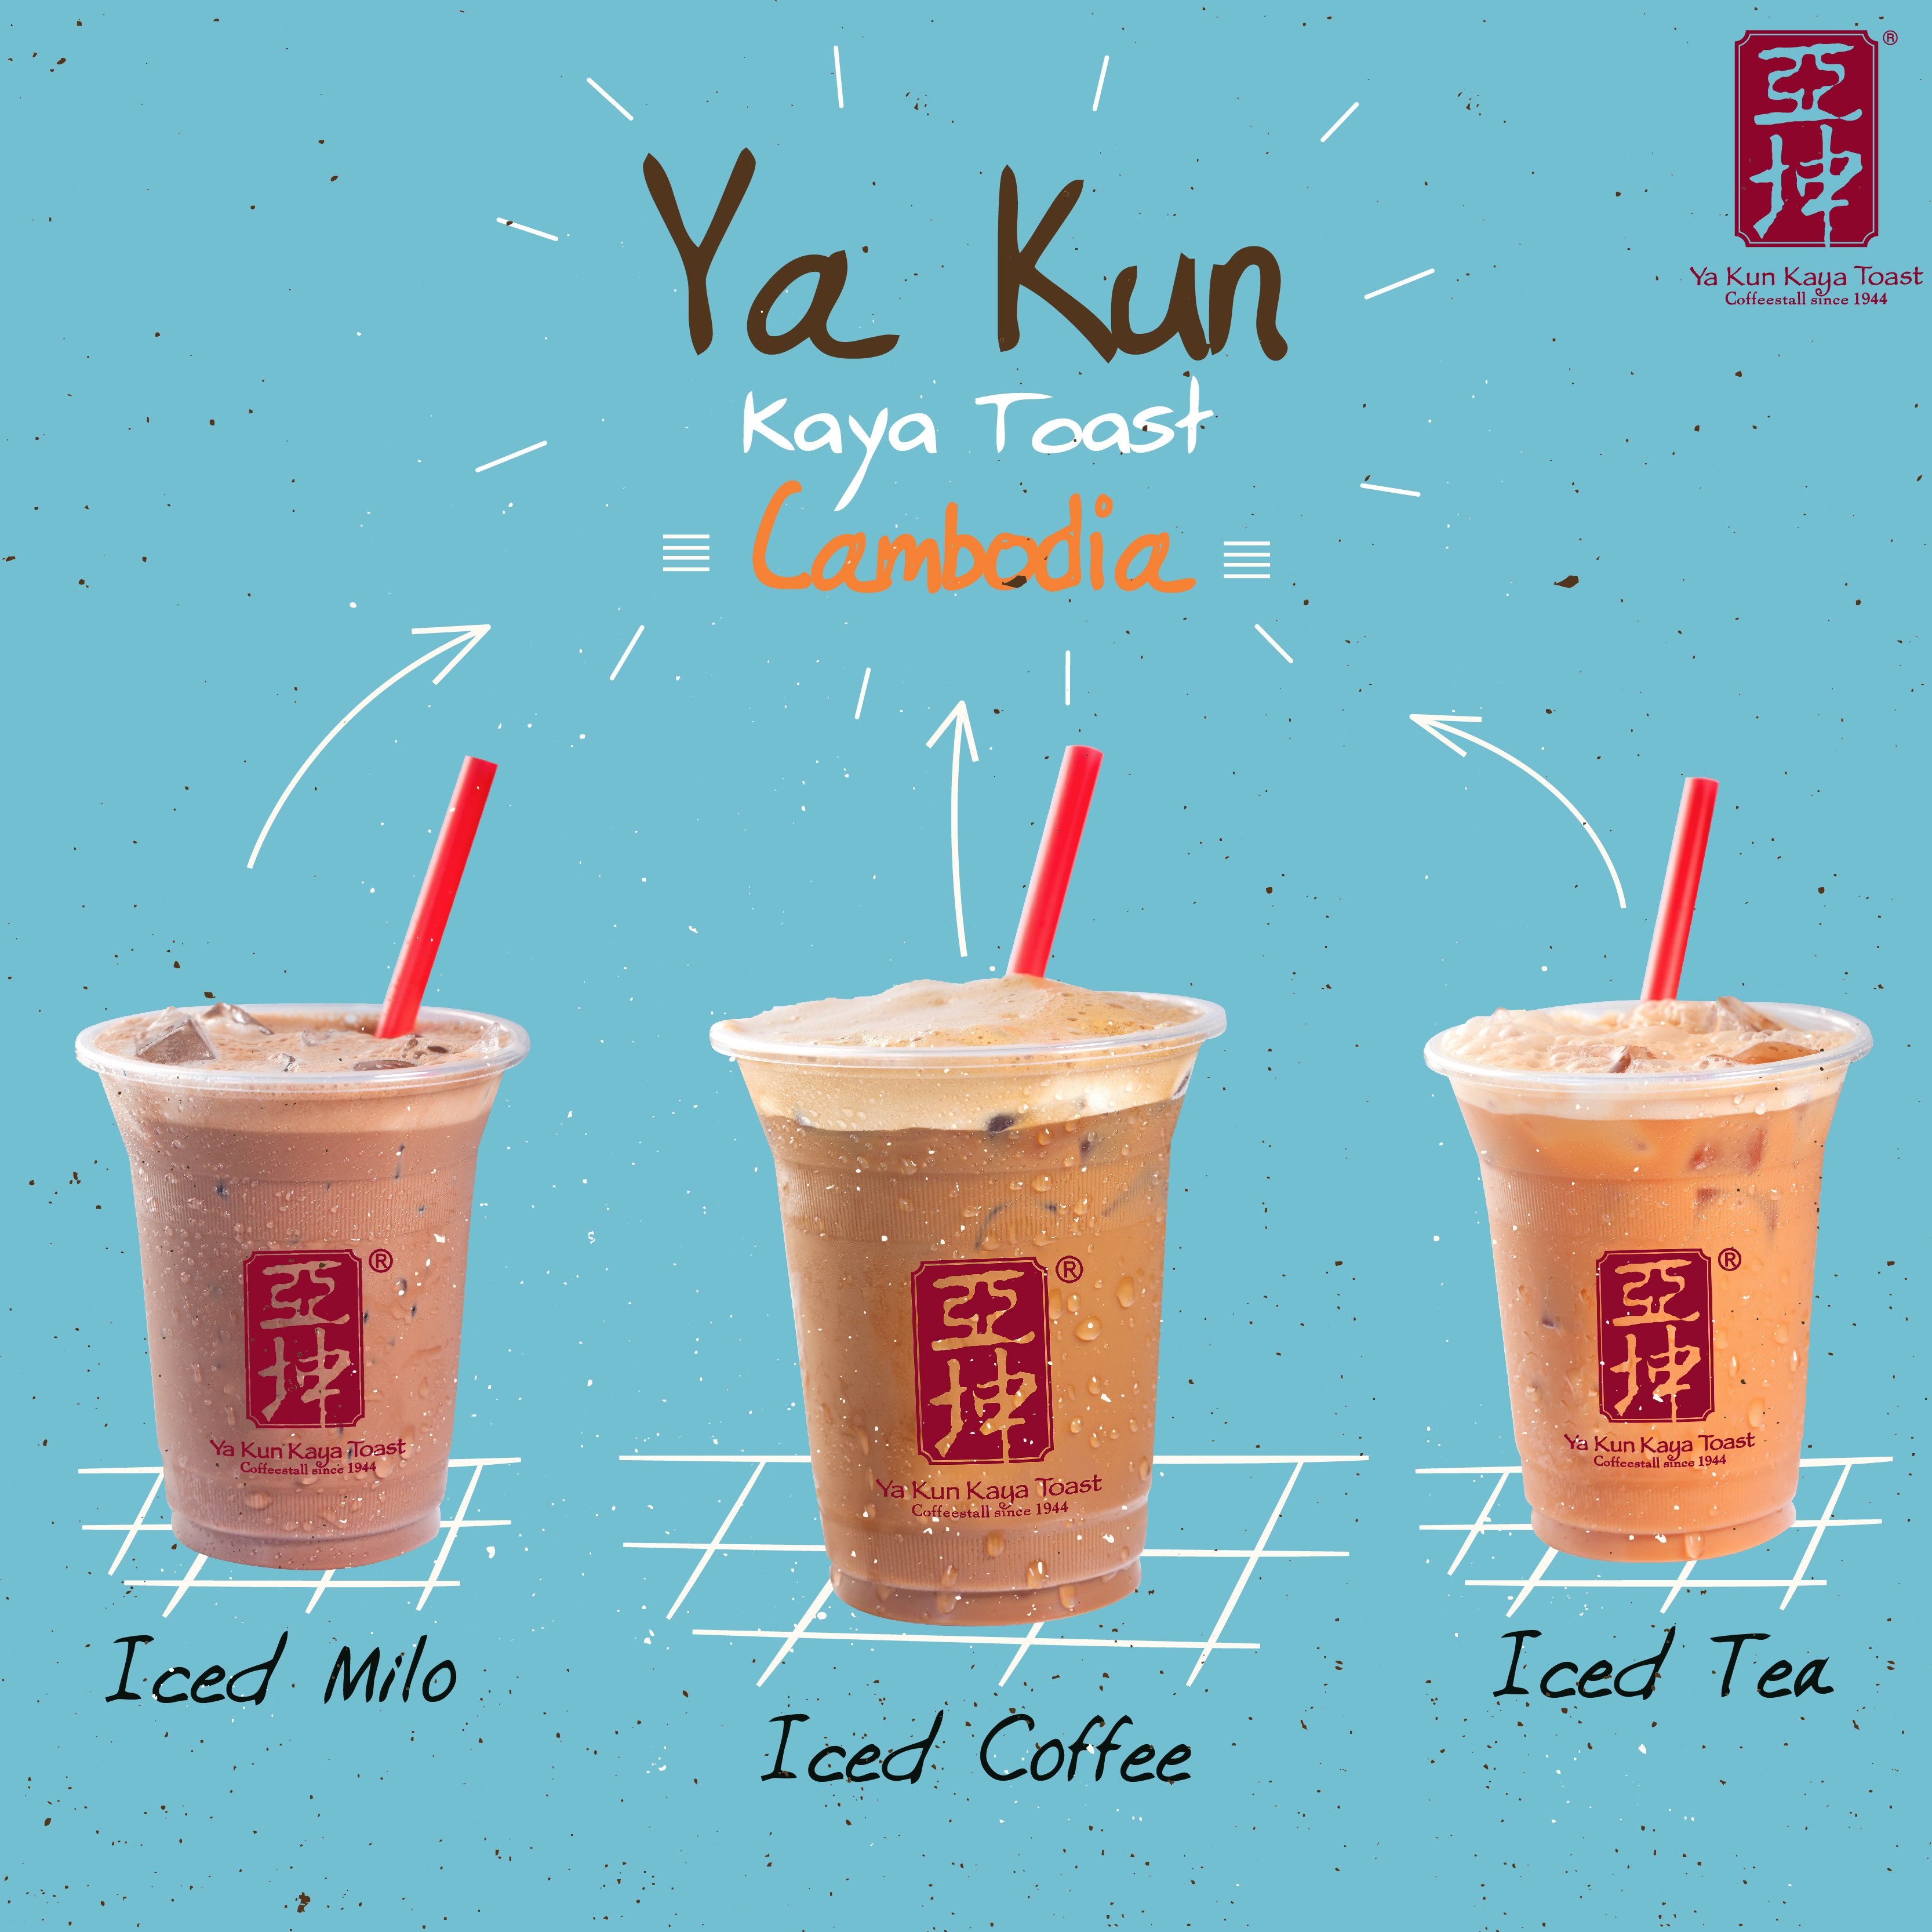 亞坤®
Ya Kun Kaya Toast
Coffeestall since 1944
Ya Kun
Kaya Toast
Cambodia
亞坤®
Ya Kun Kaya Toast
Coffeestall since 1944
亞坤®
Ya Kun Kaya Toast
Coffeestall since 1944
亞坤®
Ya Kun Kaya Toast
Coffeestall since 1944
Iced Milo
Iced Coffee
Iced Tea